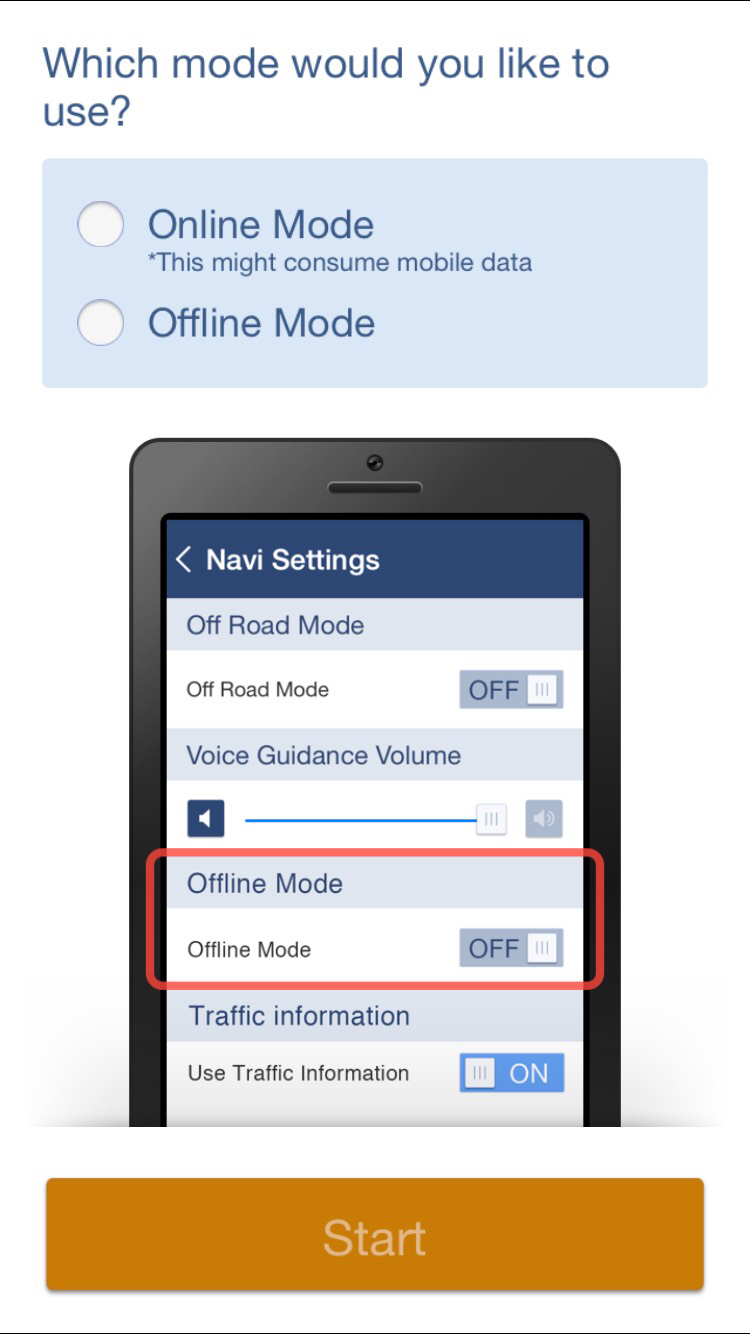 Which mode would you like to
use?
Online Mode
*This might consume mobile data
Offline Mode
Navi Settings
Off Road Mode
Off Road Mode OFF
Voice Guidance Volume
Offline Mode
Offline Mode OFF
Traffic information
Use Traffic Information ON
Start